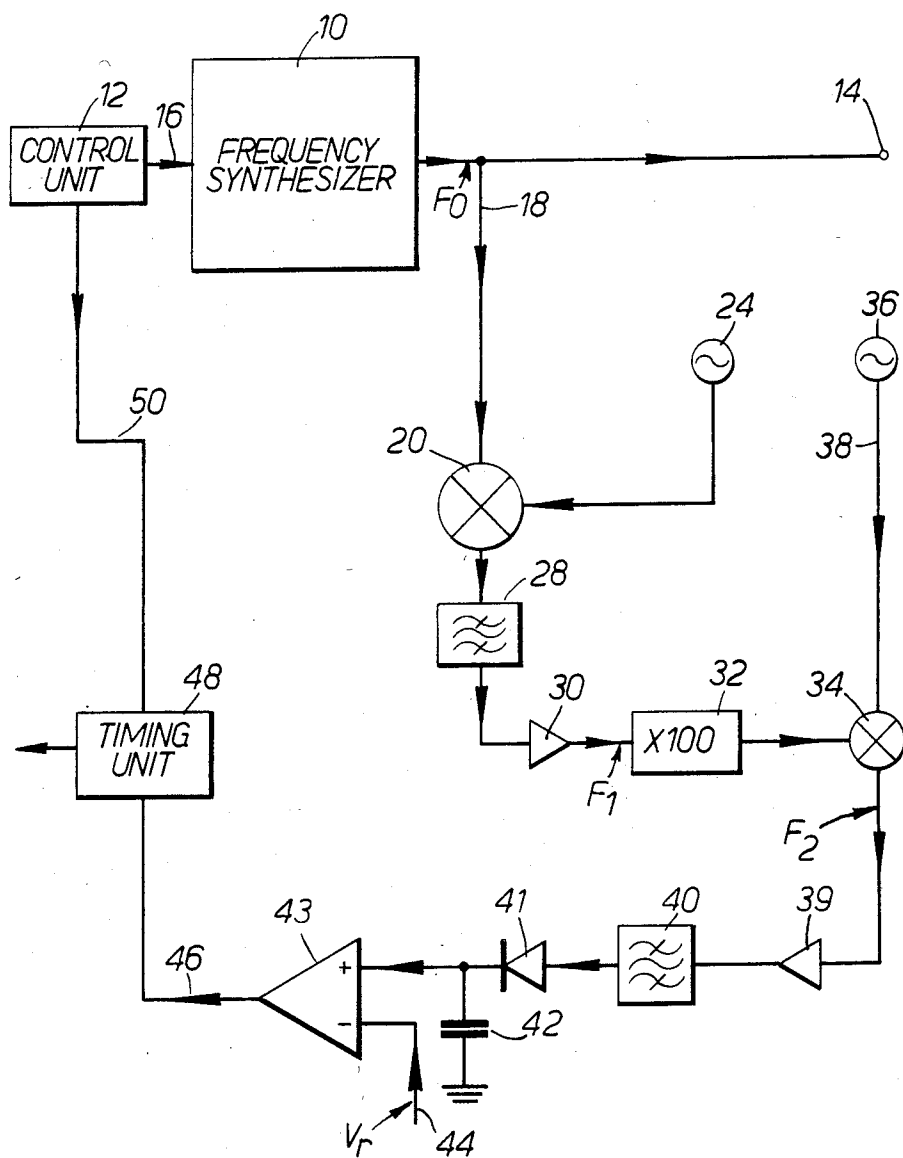 10
12
16
14
CONTROL
UNIT
FREQUENCY
SYNTHESIZER
F0
18
24
36
50
20
38
28
48
30
32
34
TIMING
UNIT
X100
F1
F2
43
41
40
39
46
+
−
42
Vr
44